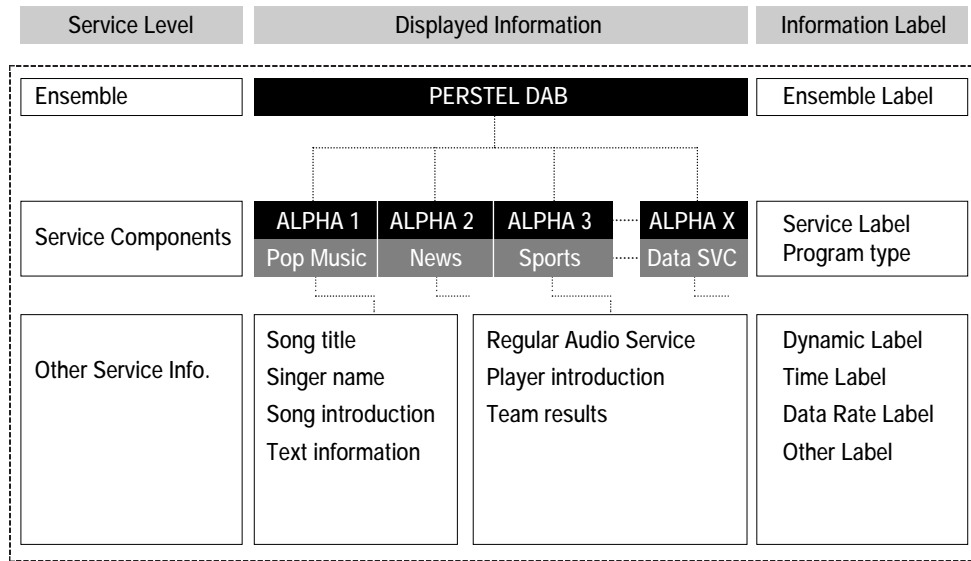 Service Level
Displayed Information
Information Label
Ensemble
PERSTEL DAB
Ensemble Label
Service Components
ALPHA 1
ALPHA 2
ALPHA 3
ALPHA X
Pop Music
News
Sports
Data SVC
Service Label
Program type
Other Service Info.
Song title
Singer name
Song introduction
Text information
Regular Audio Service
Player introduction
Team results
Dynamic Label
Time Label
Data Rate Label
Other Label